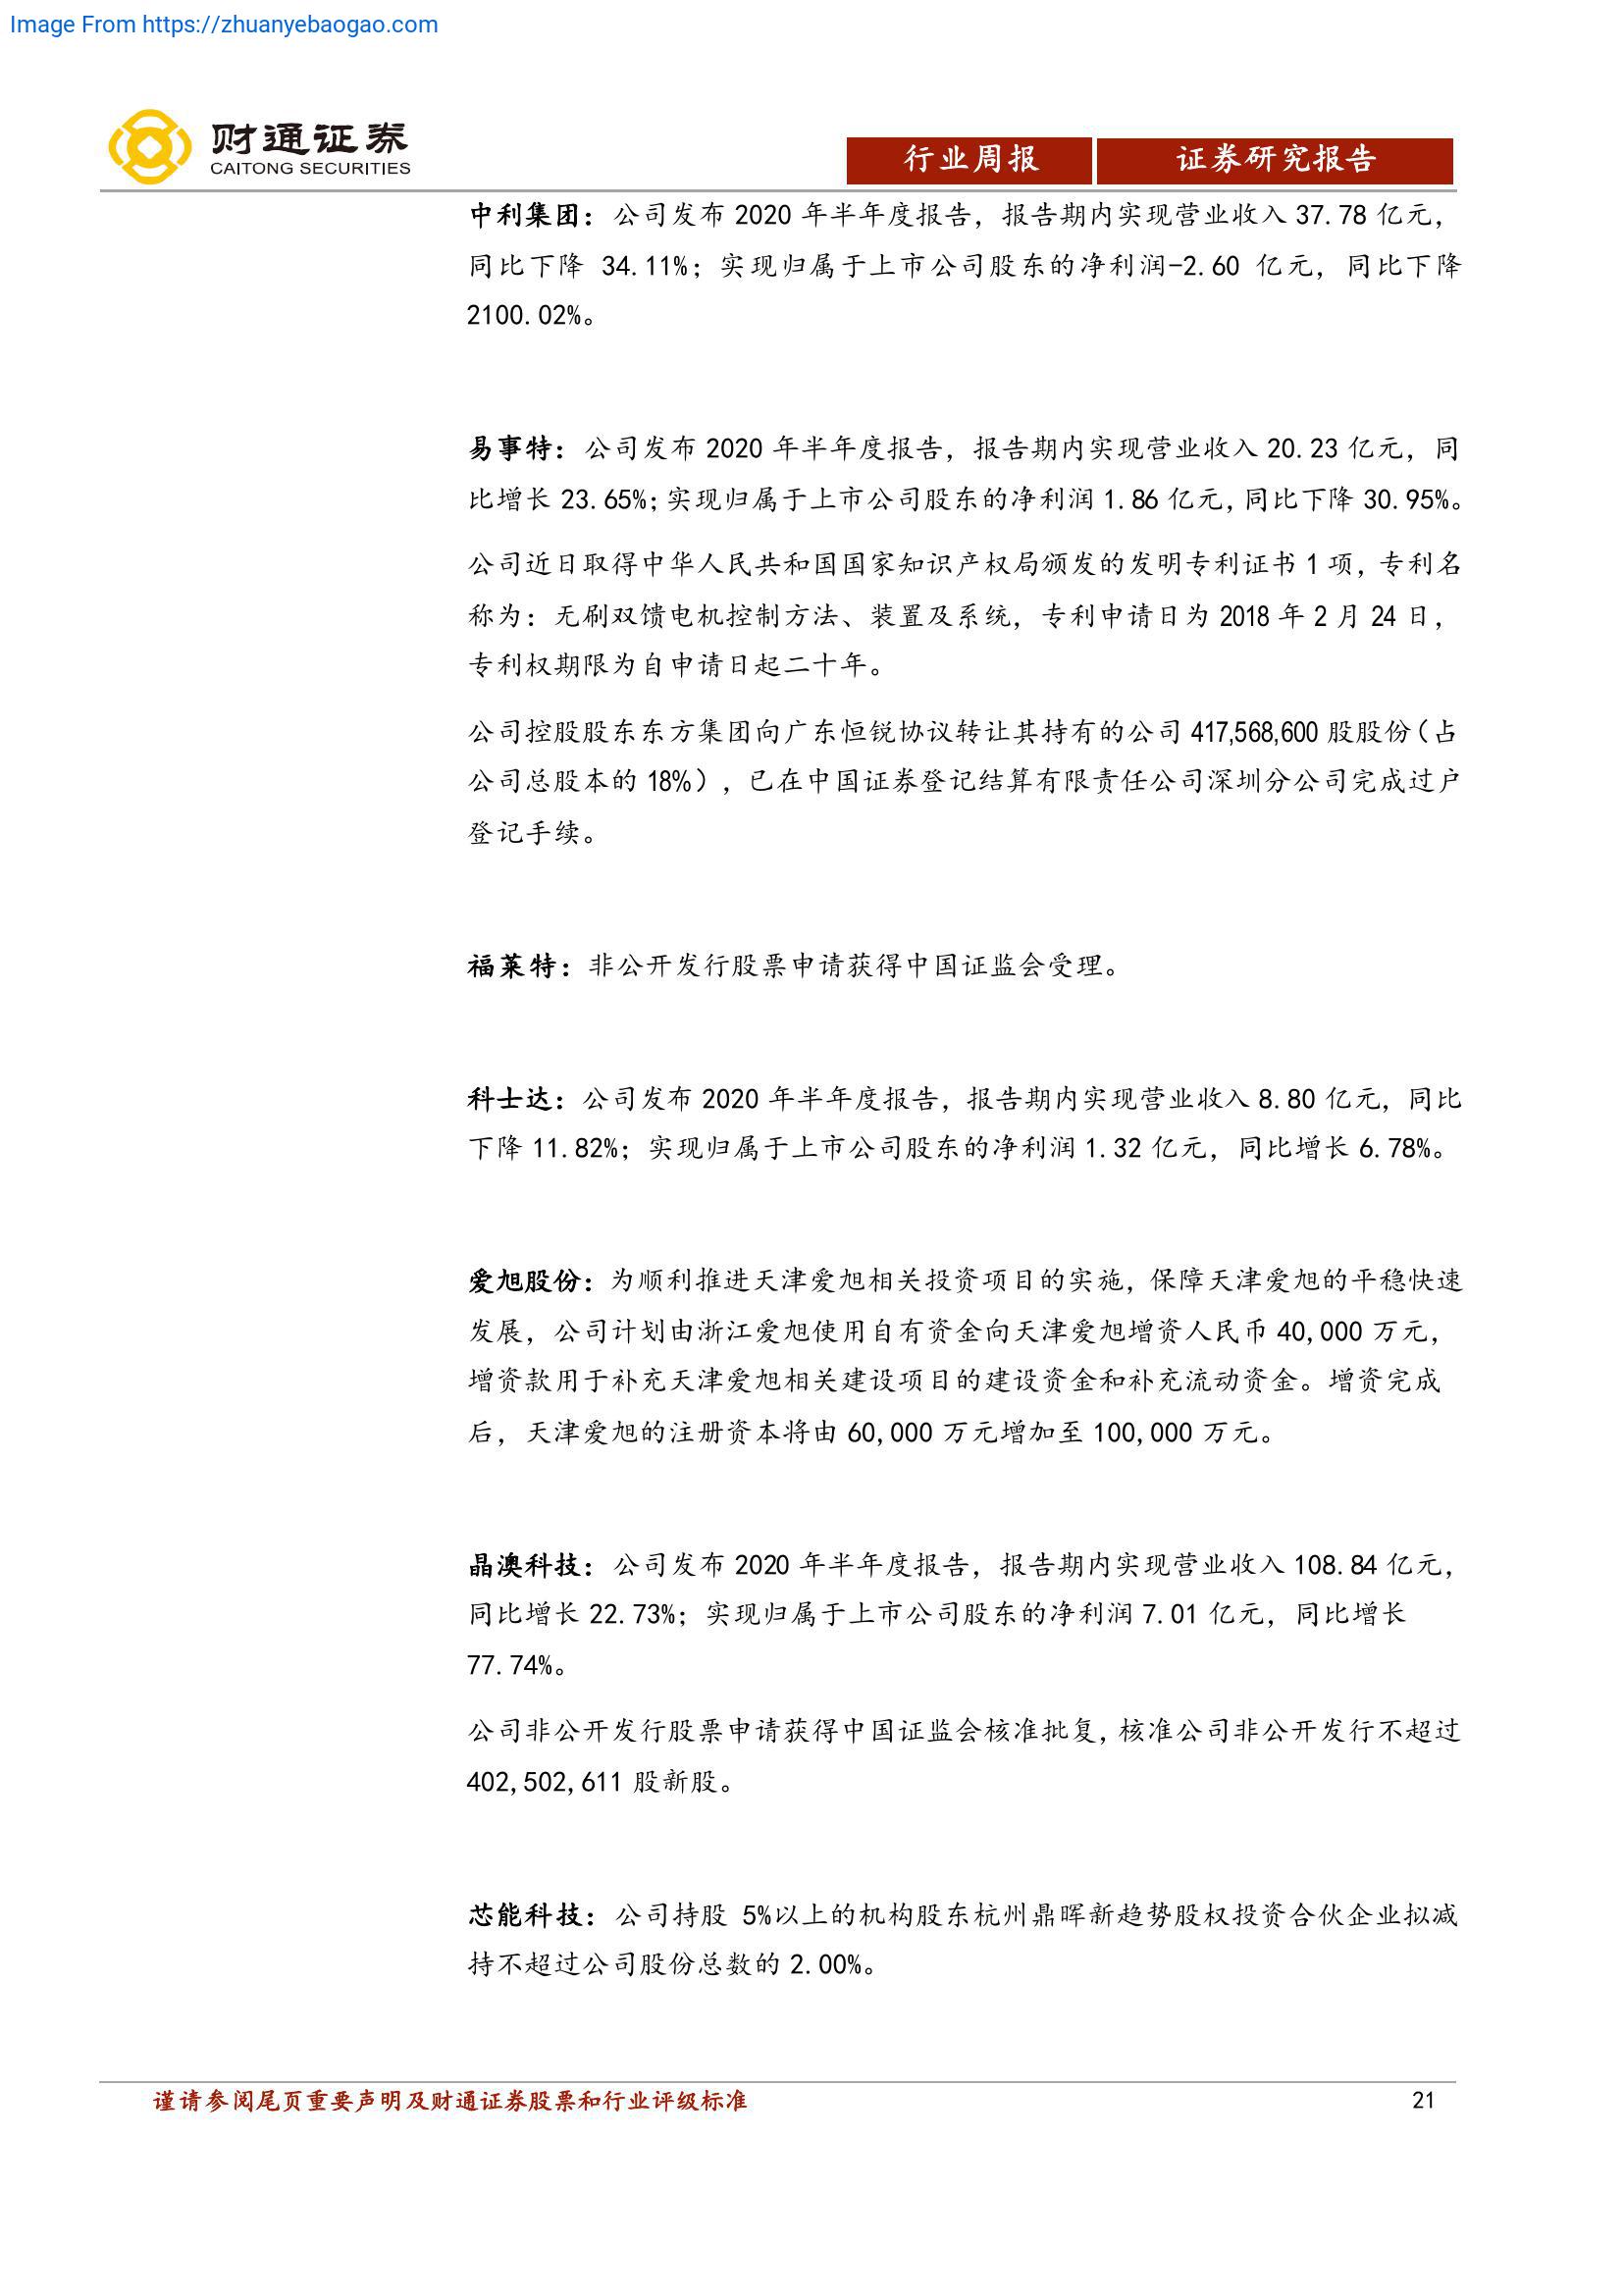 Image From https://zhuanyebaogao.com
财通证券
CAITONG SECURITIES
行业周报
证券研究报告
中利集团：公司发布 2020 年半年度报告，报告期内实现营业收入 37.78 亿元，
同比下降 34.11%；实现归属于上市公司股东的净利润-2.60 亿元，同比下降
2100.02%。
易事特：公司发布 2020 年半年度报告，报告期内实现营业收入 20.23 亿元，同
比增长 23.65%；实现归属于上市公司股东的净利润 1.86 亿元，同比下降 30.95%。
公司近日取得中华人民共和国国家知识产权局颁发的发明专利证书 1 项，专利名
称为：无刷双馈电机控制方法、装置及系统，专利申请日为 2018 年 2 月 24 日，
专利权期限为自申请日起二十年。
公司控股股东东方集团向广东恒锐协议转让其持有的公司 417,568,600 股股份（占
公司总股本的 18%），已在中国证券登记结算有限责任公司深圳分公司完成过户
登记手续。
福莱特：非公开发行股票申请获得中国证监会受理。
科士达：公司发布 2020 年半年度报告，报告期内实现营业收入 8.80 亿元，同比
下降 11.82%；实现归属于上市公司股东的净利润 1.32 亿元，同比增长 6.78%。
爱旭股份：为顺利推进天津爱旭相关投资项目的实施，保障天津爱旭的平稳快速
发展，公司计划由浙江爱旭使用自有资金向天津爱旭增资人民币 40,000 万元，
增资款用于补充天津爱旭相关建设项目的建设资金和补充流动资金。增资完成
后，天津爱旭的注册资本将由 60,000 万元增加至 100,000 万元。
晶澳科技：公司发布 2020 年半年度报告，报告期内实现营业收入 108.84 亿元，
同比增长 22.73%；实现归属于上市公司股东的净利润 7.01 亿元，同比增长
77.74%。
公司非公开发行股票申请获得中国证监会核准批复，核准公司非公开发行不超过
402,502,611 股新股。
芯能科技：公司持股 5%以上的机构股东杭州鼎晖新趋势股权投资合伙企业拟减
持不超过公司股份总数的 2.00%。
谨请参阅尾页重要声明及财通证券股票和行业评级标准
21